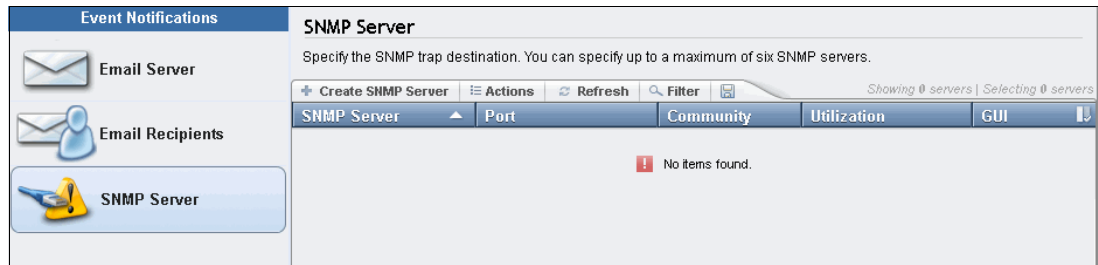 Event Notifications
Email Server
Email Recipients
SNMP Server
SNMP Server
Specify the SNMP trap destination. You can specify up to a maximum of six SNMP servers.
Create SNMP Server Actions Refresh Filter Showing 0 servers | Selecting 0 servers
SNMP Server Port Community Utilization GUI
No items found.